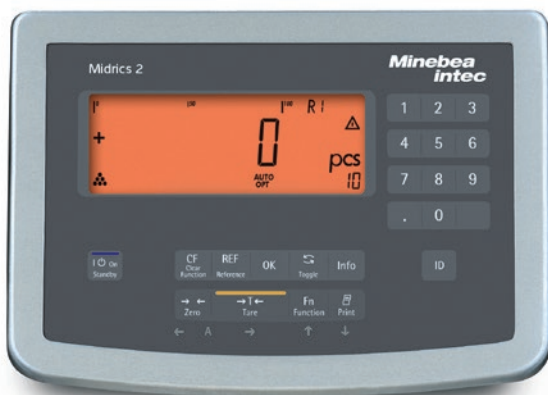 Midrics 2
Minebea
intec
R1
+
0
pcs
AUTO
OPT
10
1 2 3
4 5 6
7 8 9
. 0
I On
Standby
CF
Clear
Function
REF
Reference
OK
Toggle
Info
ID
→ ←
Zero
→T←
Tare
Fn
Function
Print
← A → ↑ ↓